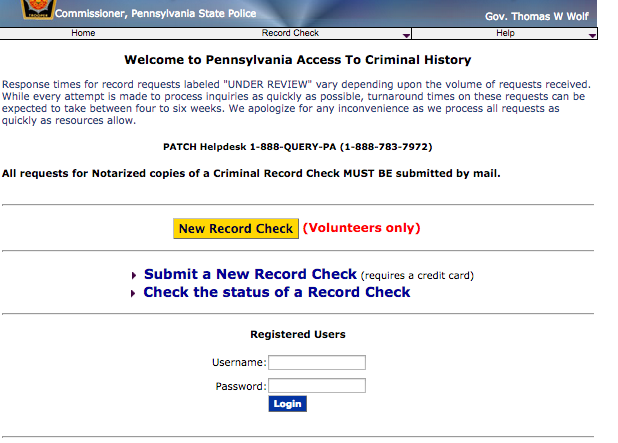 TROOPER
Commissioner, Pennsylvania State Police
Gov. Thomas W Wolf
Home Record Check Help
Welcome to Pennsylvania Access To Criminal History
Response times for record requests labeled "UNDER REVIEW" vary depending upon the volume of requests received.
While every attempt is made to process inquiries as quickly as possible, turnaround times on these requests can be
expected to take between four to six weeks. We apologize for any inconvenience as we process all requests as
quickly as resources allow.
PATCH Helpdesk 1-888-QUERY-PA (1-888-783-7972)
All requests for Notarized copies of a Criminal Record Check MUST BE submitted by mail.
New Record Check (Volunteers only)
Submit a New Record Check (requires a credit card)
Check the status of a Record Check
Registered Users
Username:
Password:
Login